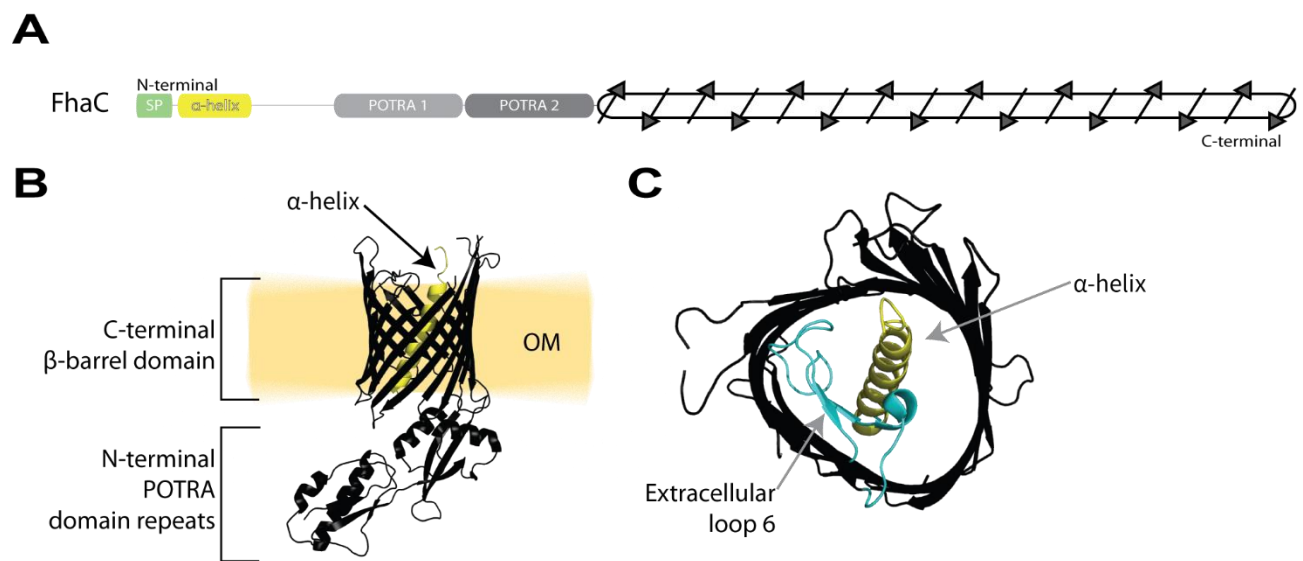 A
FhaC
N-terminal
SP
α-helix
POTRA 1
POTRA 2
C-terminal
B
α-helix
C-terminal
β-barrel domain
OM
N-terminal
POTRA
domain repeats
C
α-helix
Extracellular
loop 6